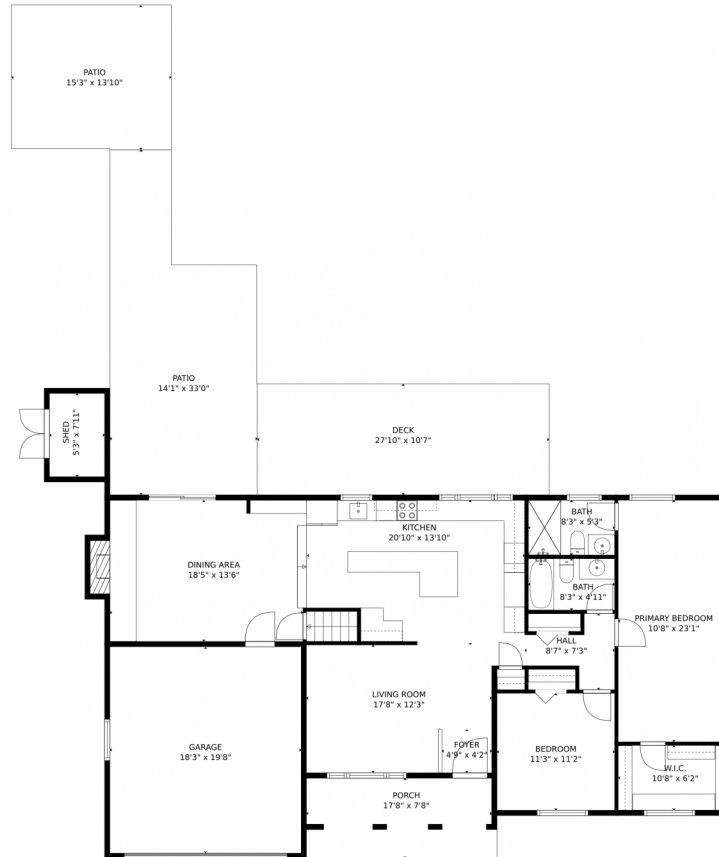 PATIO
15'3" x 13'10"
PATIO
14'1" x 33'0"
SHED
5'3" x 7'11"
DECK
27'10" x 10'7"
BATH
8'3" x 5'3"
KITCHEN
20'10" x 13'10"
DINING AREA
18'5" x 13'6"
BATH
8'3" x 4'11"
PRIMARY BEDROOM
10'8" x 23'1"
HALL
8'7" x 7'3"
LIVING ROOM
17'8" x 12'3"
GARAGE
18'3" x 19'8"
FOYER
4'9" x 4'2"
BEDROOM
11'3" x 11'2"
W.I.C.
10'8" x 6'2"
PORCH
17'8" x 7'8"